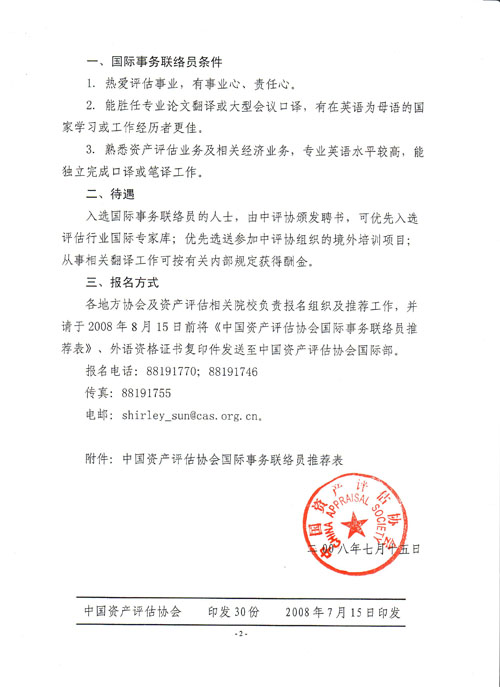 一、国际事务联络员条件
1. 热爱评估事业，有事业心、责任心。
2. 能胜任专业论文翻译或大型会议口译，有在英语为母语的国
家学习或工作经历者更佳。
3. 熟悉资产评估业务及相关经济业务，专业英语水平较高，能
独立完成口译或笔译工作。
二、待遇
入选国际事务联络员的人士，由中评协颁发聘书，可优先入选
评估行业国际专家库；优先选送参加中评协组织的境外培训项目；
从事相关翻译工作可按有关内部规定获得酬金。
三、报名方式
各地方协会及资产评估相关院校负责报名组织及推荐工作，并
请于2008年8月15日前将《中国资产评估协会国际事务联络员推
荐表》、外语资格证书复印件发送至中国资产评估协会国际部。
报名电话：88191770；88191746
传真：88191755
电邮：shirley_sun@cas.org.cn。
附件：中国资产评估协会国际事务联络员推荐表
中国资产评估协会
CHINA APPRAISAL SOCIETY
二〇〇八年七月十五日
中国资产评估协会 印发30份 2008年7月15日印发
-2-